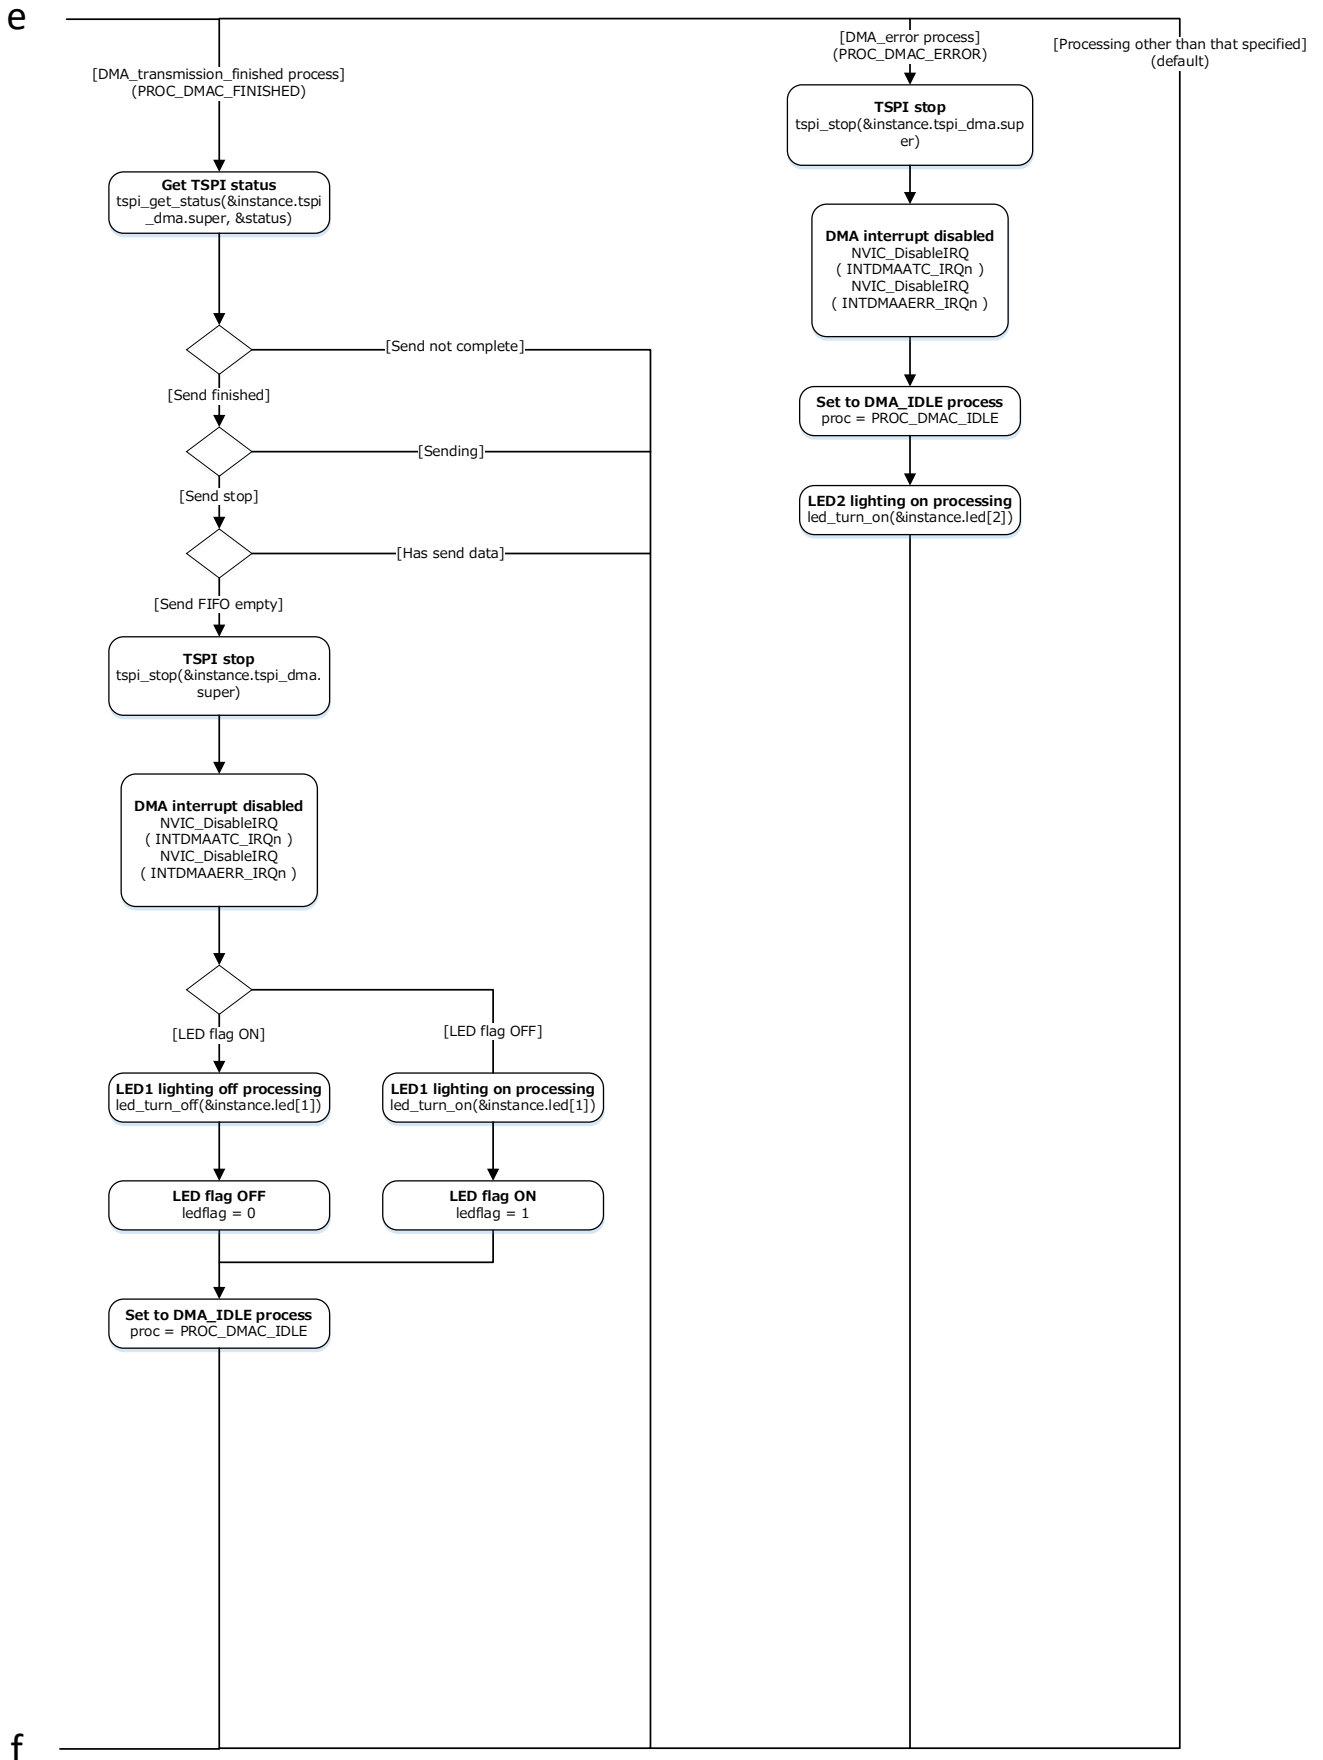 e
[DMA_transmission_finished process]
(PROC_DMAC_FINISHED)
Get TSPI status
tspi_get_status(&instance.tspi
_dma.super, &status)
[Send not complete]
[Send finished]
[Sending]
[Send stop]
[Has send data]
[Send FIFO empty]
TSPI stop
tspi_stop(&instance.tspi_dma.
super)
DMA interrupt disabled
NVIC_DisableIRQ
( INTDMAATC_IRQn )
NVIC_DisableIRQ
( INTDMAAERR_IRQn )
[LED flag ON]
[LED flag OFF]
LED1 lighting off processing
led_turn_off(&instance.led[1])
LED1 lighting on processing
led_turn_on(&instance.led[1])
LED flag OFF
ledflag = 0
LED flag ON
ledflag = 1
Set to DMA_IDLE process
proc = PROC_DMAC_IDLE
[DMA_error process]
(PROC_DMAC_ERROR)
TSPI stop
tspi_stop(&instance.tspi_dma.sup
er)
DMA interrupt disabled
NVIC_DisableIRQ
( INTDMAATC_IRQn )
NVIC_DisableIRQ
( INTDMAAERR_IRQn )
Set to DMA_IDLE process
proc = PROC_DMAC_IDLE
LED2 lighting on processing
led_turn_on(&instance.led[2])
[Processing other than that specified]
(default)
f